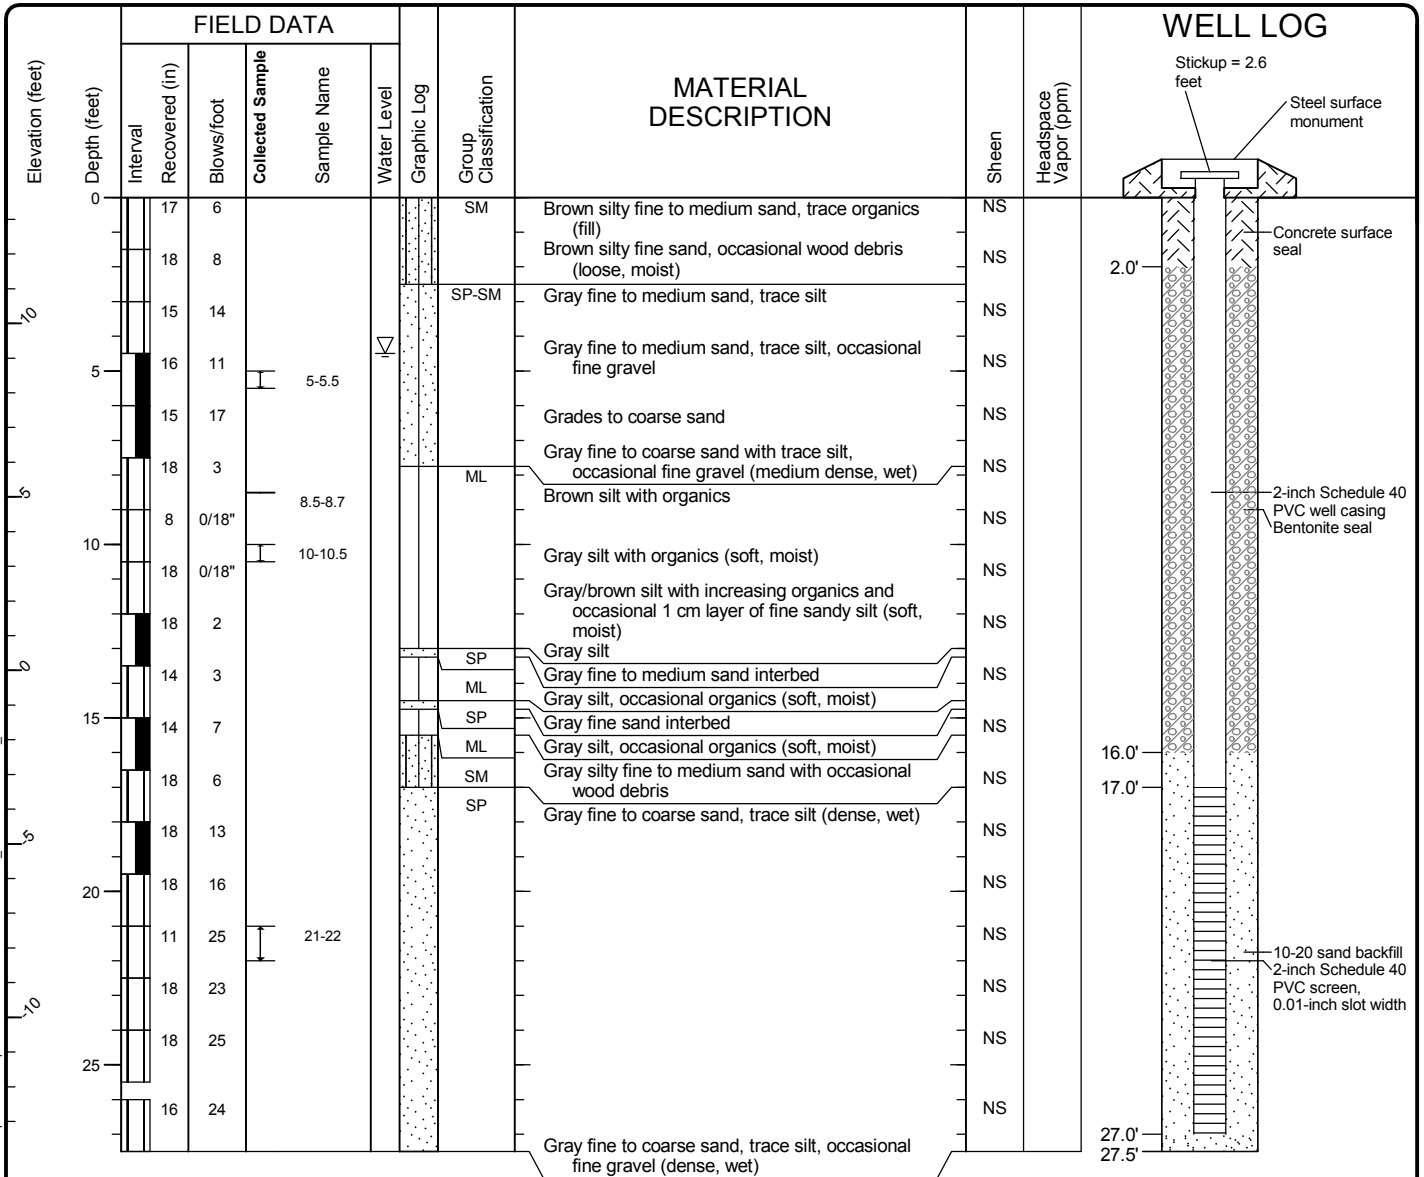 FIELD DATA
WELL LOG
Elevation (feet)
Depth (feet)
Interval
Recovered (in)
Blows/foot
Collected Sample
Sample Name
Water Level
Graphic Log
Group
Classification
MATERIAL
DESCRIPTION
Sheen
Headspace
Vapor (ppm)
Stickup = 2.6
feet
Steel surface
monument
0
17 6 SM Brown silty fine to medium sand, trace organics NS
(fill)
Concrete surface
seal
18 8 Brown silty fine sand, occasional wood debris NS
(loose, moist)
2.0'
SP-SM Gray fine to medium sand, trace silt
10
15 14 NS
Gray fine to medium sand, trace silt, occasional
fine gravel
16 11 NS
5
5-5.5
15 17 Grades to coarse sand NS
Gray fine to coarse sand with trace silt,
occasional fine gravel (medium dense, wet)
18 3 NS
ML
5
Brown silt with organics
8.5-8.7
2-inch Schedule 40
PVC well casing
Bentonite seal
8 0/18" NS
10
10-10.5
Gray silt with organics (soft, moist)
18 0/18" NS
Gray/brown silt with increasing organics and
occasional 1 cm layer of fine sandy silt (soft,
moist)
18 2 NS
Gray silt
SP
0
14 3 Gray fine to medium sand interbed NS
ML
Gray silt, occasional organics (soft, moist)
15
SP
14 7 Gray fine sand interbed NS
ML Gray silt, occasional organics (soft, moist)
16.0'
18 6 SM Gray silty fine to medium sand with occasional NS
wood debris
17.0'
SP
Gray fine to coarse sand, trace silt (dense, wet)
18 13 NS
-5
18 16 NS
20
11 25 21-22 NS
10-20 sand backfill
2-inch Schedule 40
PVC screen,
0.01-inch slot width
18 23 NS
-10
18 25 NS
25
16 24 NS
27.0'
Gray fine to coarse sand, trace silt, occasional
fine gravel (dense, wet)
27.5'